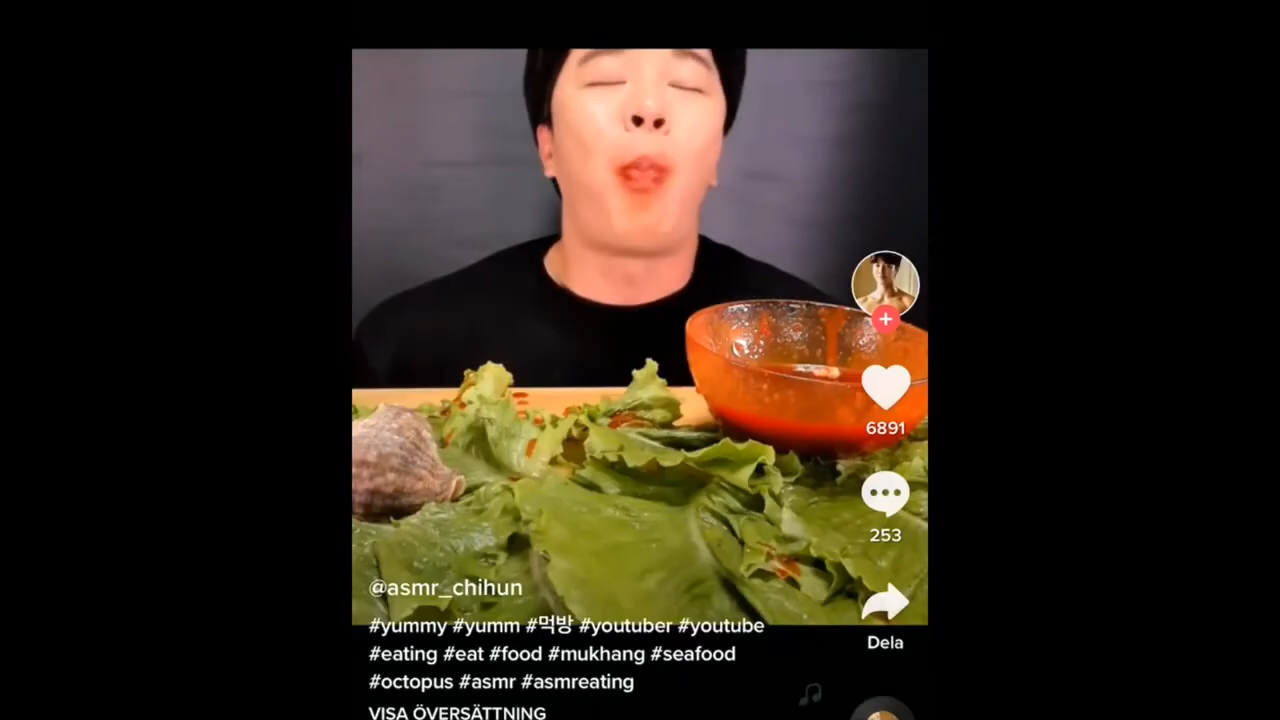 6891
253
@asmr_chihun
Dela
#yummy #yumm #먹방 #youtuber #youtube
#eating #eat #food #mukhang #seafood
#octopus #asmr #asmreating
VISA ÖVERSÄTTNING